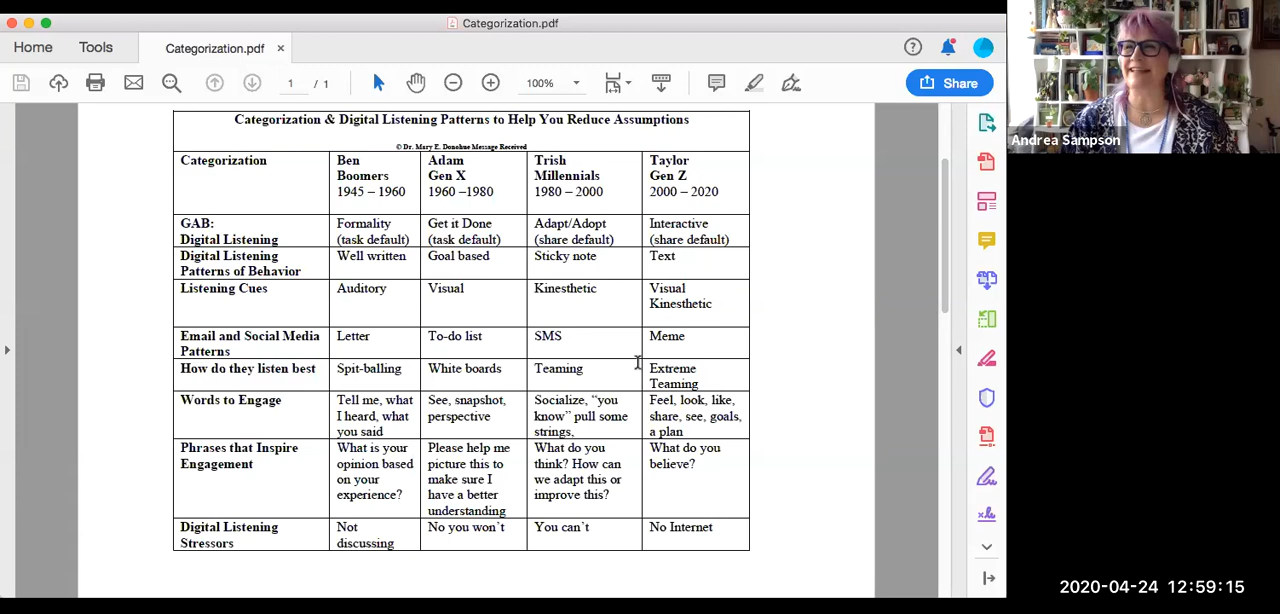 Categorization.pdf
Home Tools Categorization.pdf ×
1 / 1 100% Share
Categorization & Digital Listening Patterns to Help You Reduce Assumptions
© Dr. Mary E. Donohue Message Received
Categorization
Ben
Boomers
1945 – 1960
Adam
Gen X
1960 –1980
Trish
Millennials
1980 – 2000
Taylor
Gen Z
2000 – 2020
GAB:
Digital Listening
Formality
(task default)
Get it Done
(task default)
Adapt/Adopt
(share default)
Interactive
(share default)
Digital Listening
Patterns of Behavior
Well written
Goal based
Sticky note
Text
Listening Cues
Auditory
Visual
Kinesthetic
Visual
Kinesthetic
Email and Social Media
Patterns
Letter
To-do list
SMS
Meme
How do they listen best
Spit-balling
White boards
Teaming
Extreme
Teaming
Words to Engage
Tell me, what
I heard, what
you said
See, snapshot,
perspective
Socialize, “you
know” pull some
strings,
Feel, look, like,
share, see, goals,
a plan
Phrases that Inspire
Engagement
What is your
opinion based
on your
experience?
Please help me
picture this to
make sure I
have a better
understanding
What do you
think? How can
we adapt this or
improve this?
What do you
believe?
Digital Listening
Stressors
Not
discussing
No you won’t
You can’t
No Internet
Andrea Sampson
2020-04-24 12:59:15